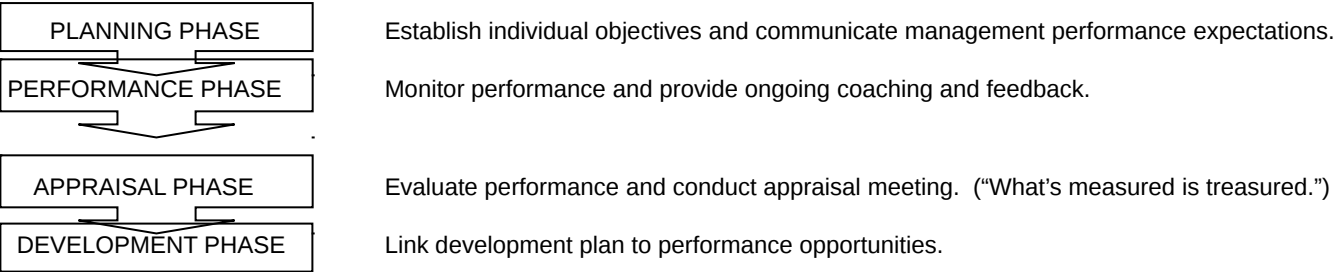 PLANNING PHASE Establish individual objectives and communicate management performance expectations.
PERFORMANCE PHASE Monitor performance and provide ongoing coaching and feedback.
APPRAISAL PHASE Evaluate performance and conduct appraisal meeting. (“What’s measured is treasured.”)
DEVELOPMENT PHASE Link development plan to performance opportunities.